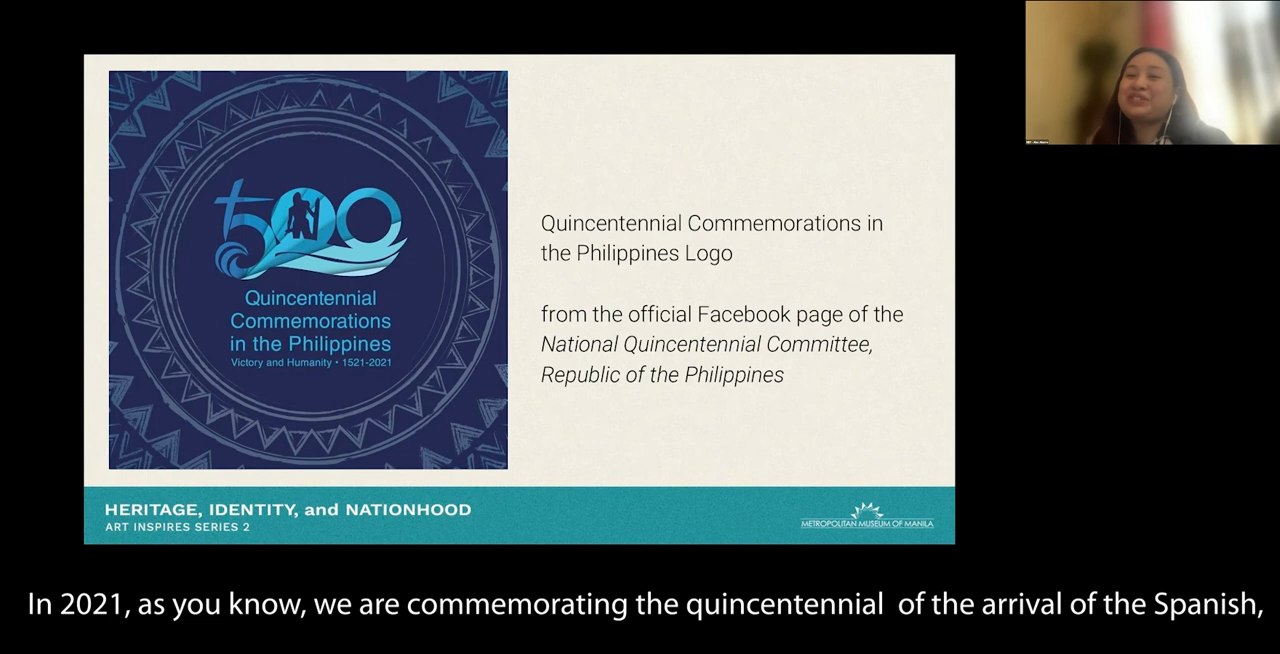 500
Quincentennial
Commemorations
in the Philippines
Victory and Humanity • 1521-2021
Quincentennial Commemorations in
the Philippines Logo
from the official Facebook page of the
National Quincentennial Committee,
Republic of the Philippines
HERITAGE, IDENTITY, and NATIONHOOD
ART INSPIRES SERIES 2
METROPOLITAN MUSEUM OF MANILA
In 2021, as you know, we are commemorating the quincentennial of the arrival of the Spanish,